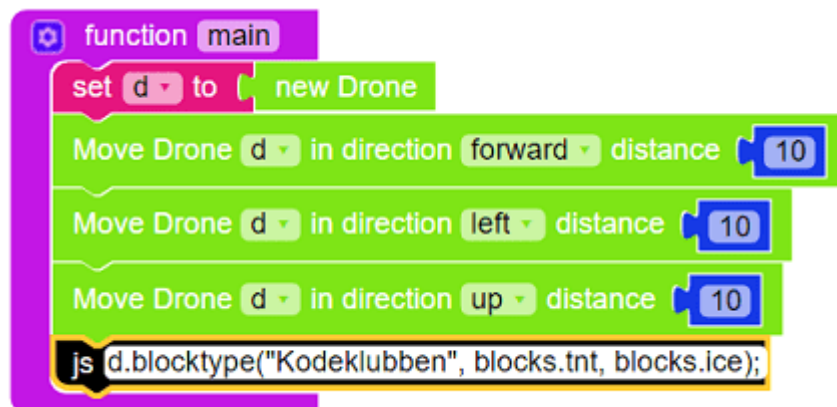 function main
set d to new Drone
Move Drone d in direction forward distance 10
Move Drone d in direction left distance 10
Move Drone d in direction up distance 10
js d.blocktype("Kodeklubben", blocks.tnt, blocks.ice);